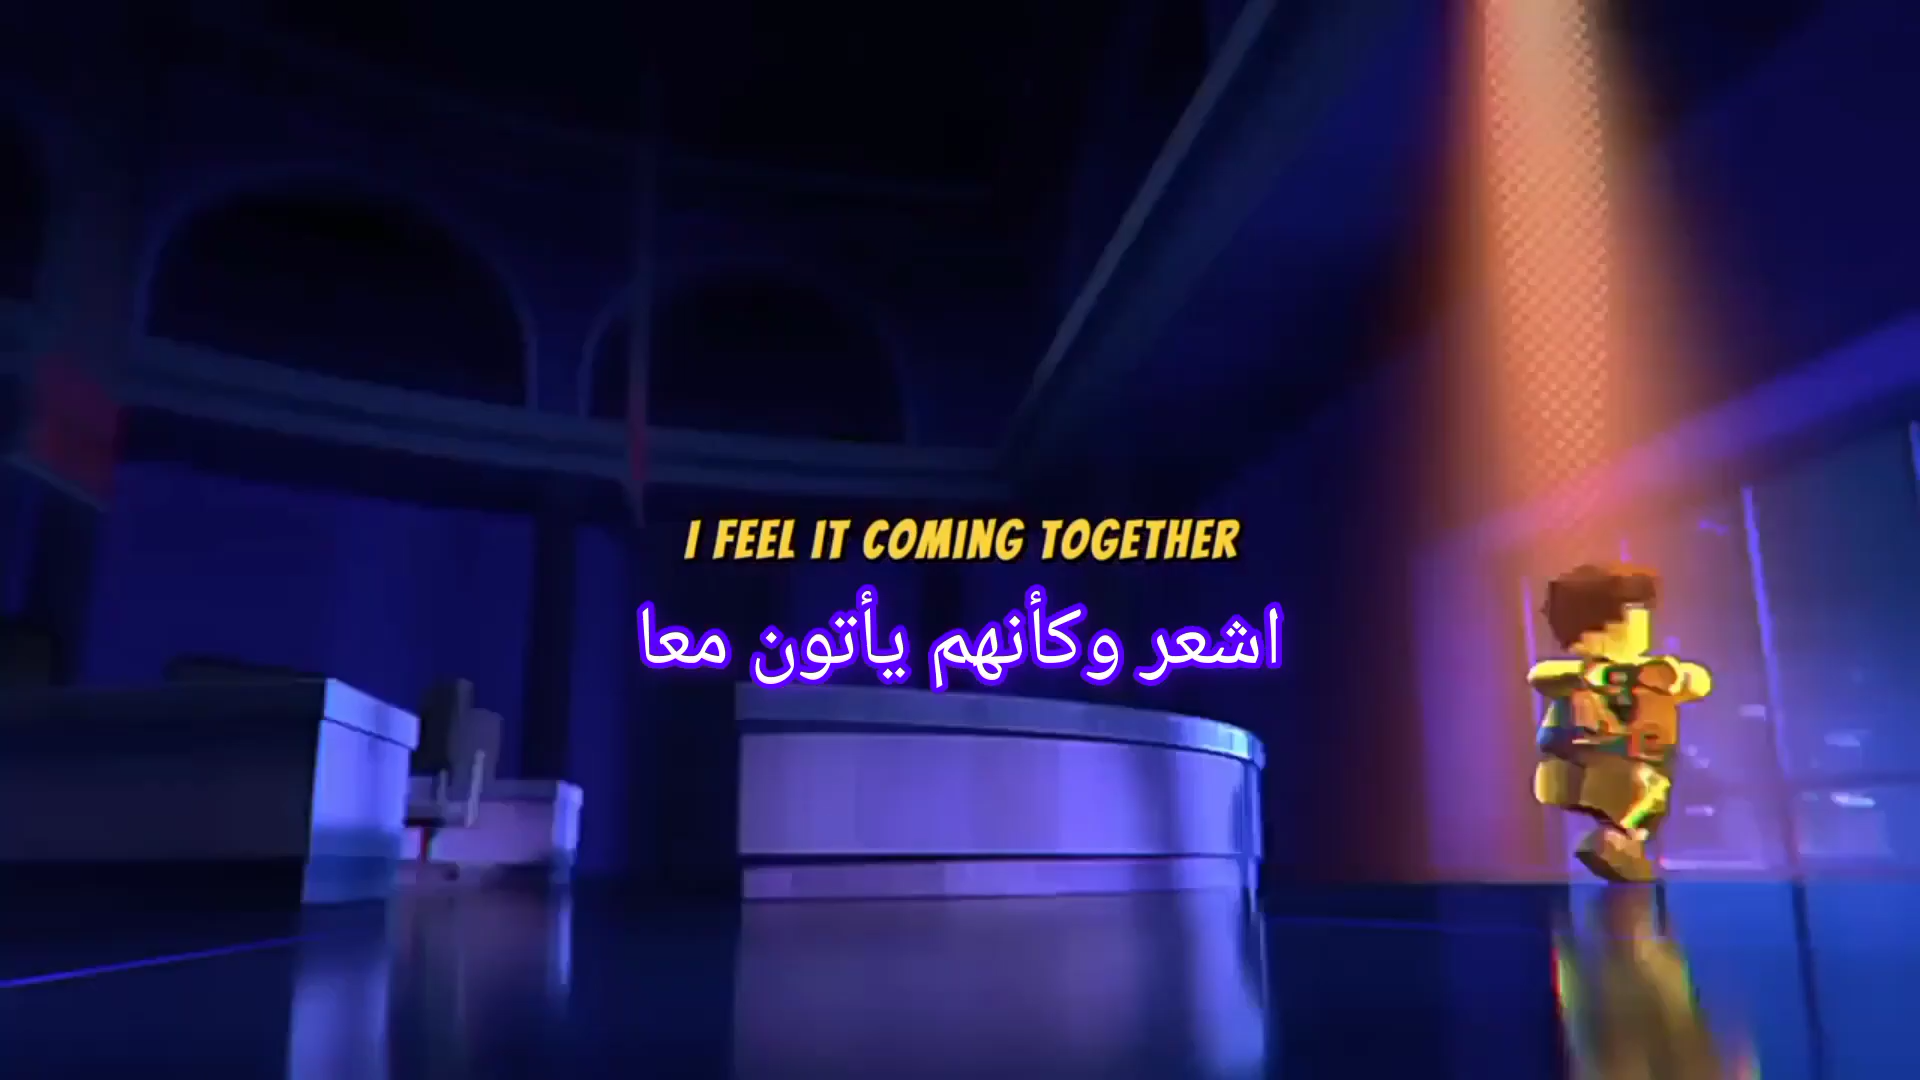 I FEEL IT COMING TOGETHER
اشعر وكأنهم يأتون معا